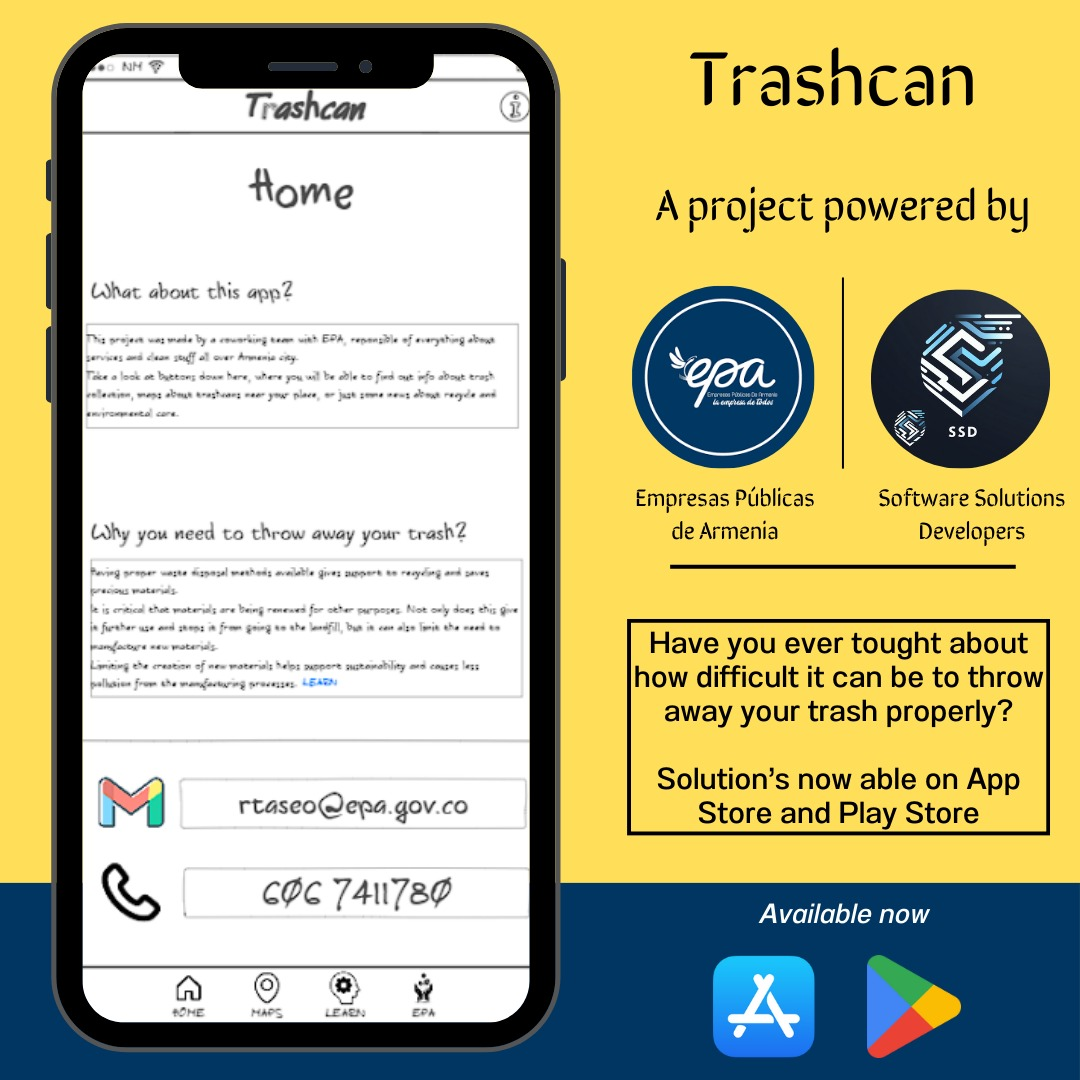 NH
Trashcan
Home
What about this app?
This project was made by a coworking team with EPA, reponsible of everything about
services and clean stuff all over Armenia city.
Take a look at buttons down here, where you will be able to find out info about trash
collection, maps about trashcans near your place, or just some news about recycle and
environmental care.
Why you need to throw away your trash?
Having proper waste disposal methods available gives support to recycling and saves
precious materials.
It is critical that materials are being renewed for other purposes. Not only does this give
it further use and stops it from going to the landfill, but it can also limit the need to
manufacture new materials.
Limiting the creation of new materials helps support sustainability and causes less
pollution from the manufacturing processes. LEARN
rtaseo@epa.gov.co
606 7411780
HOME MAPS LEARN EPA
Trashcan
A project powered by
epa
Empresas Públicas De Armenia
la empresa de todos
SSD
Empresas Públicas
de Armenia
Software Solutions
Developers
Have you ever tought about
how difficult it can be to throw
away your trash properly?
Solution's now able on App
Store and Play Store
Available now